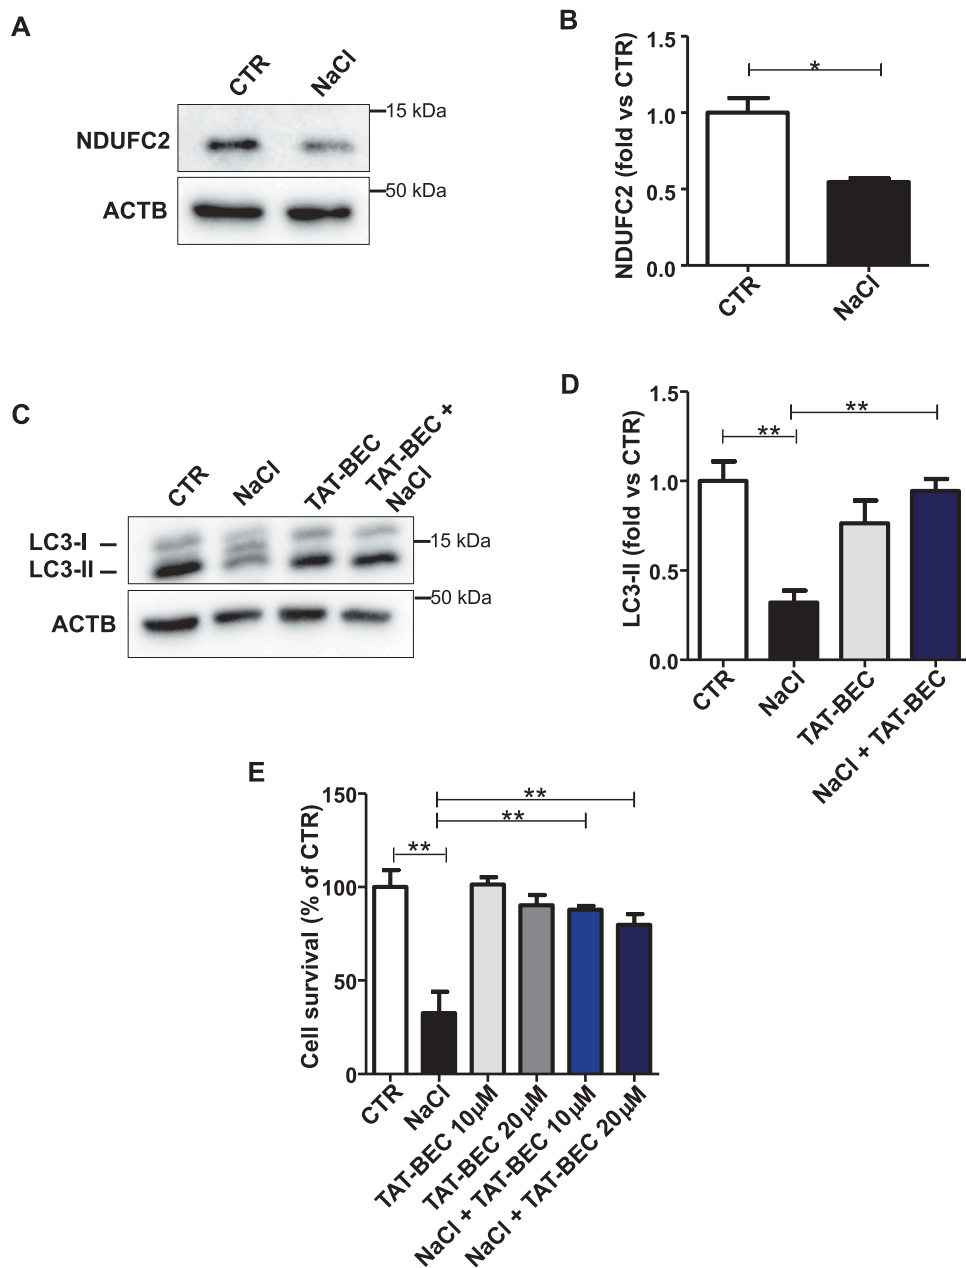 A
CTR
NaCl
NDUFC2
15 kDa
ACTB
50 kDa
B
NDUFC2 (fold vs CTR)
1.5
1.0
0.5
0.0
*
CTR
NaCl
C
CTR
NaCl
TAT-BEC
TAT-BEC +
NaCl
LC3-I
LC3-II
15 kDa
ACTB
50 kDa
D
LC3-II (fold vs CTR)
1.5
1.0
0.5
0.0
**
**
CTR
NaCl
TAT-BEC
NaCl + TAT-BEC
E
Cell survival (% of CTR)
150
100
50
0
**
**
**
CTR
NaCl
TAT-BEC 10µM
TAT-BEC 20µM
NaCl + TAT-BEC 10µM
NaCl + TAT-BEC 20µM